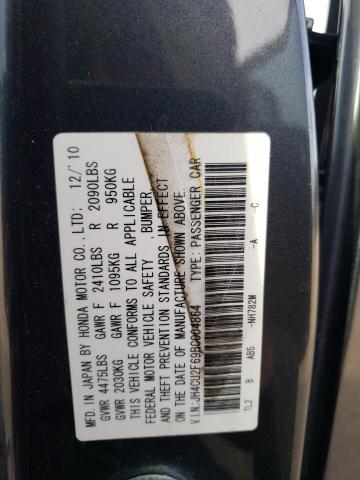 MFD. IN JAPAN BY HONDA MOTOR CO., LTD: 12/'10
GVWR 4475LBS GAWR F 2410LBS R 2090LBS
GVWR 2030KG GAWR F 1095KG R 950KG
THIS VEHICLE CONFORMS TO ALL APPLICABLE
FEDERAL MOTOR VEHICLE SAFETY ,BUMPER,
AND THEFT PREVENTION STANDARDS IN EFFECT
ON THE DATE OF MANUFACTURE SHOWN ABOVE.
V.I.N:JH4CU2F69BC004864 TYPE: PASSENGER CAR
TL2 B AB5 -NH782M -A -C